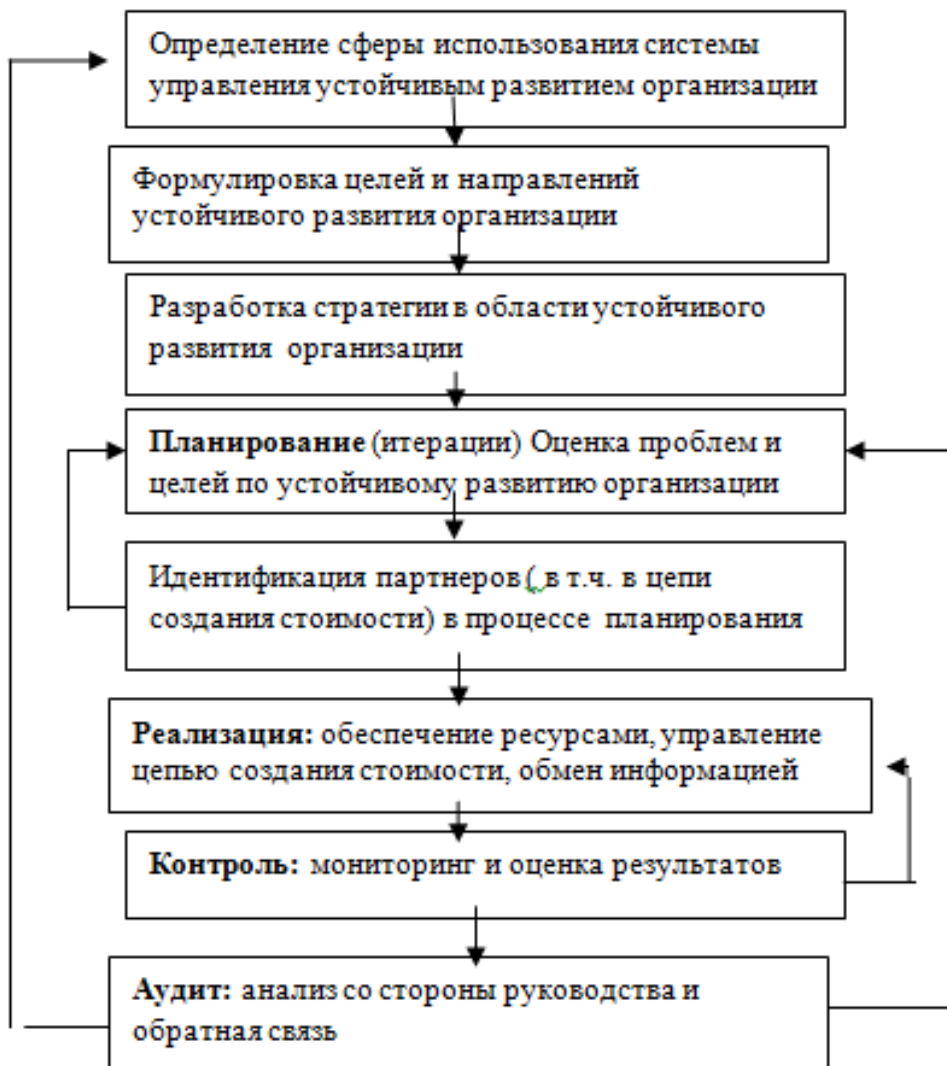 Определение сферы использования системы
управления устойчивым развитием организации
Формулировка целей и направлений
устойчивого развития организации
Разработка стратегии в области устойчивого
развития организации
Планирование (итерации) Оценка проблем и
целей по устойчивому развитию организации
Идентификация партнеров ( в т.ч. в цепи
создания стоимости) в процессе планирования
Реализация: обеспечение ресурсами, управление
цепью создания стоимости, обмен информацией
Контроль: мониторинг и оценка результатов
Аудит: анализ со стороны руководства и
обратная связь